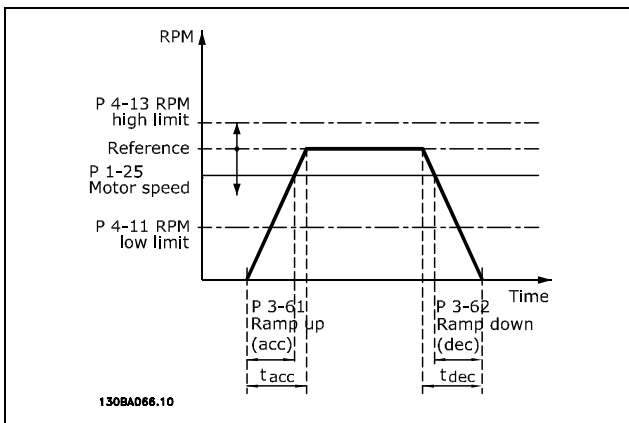 RPM
P 4-13 RPM
high limit
Reference
P 1-25
Motor speed
P 4-11 RPM
low limit
Time
P 3-61
Ramp up
(acc)
P 3-62
Ramp down
(dec)
tacc
tdec
130BA066.10